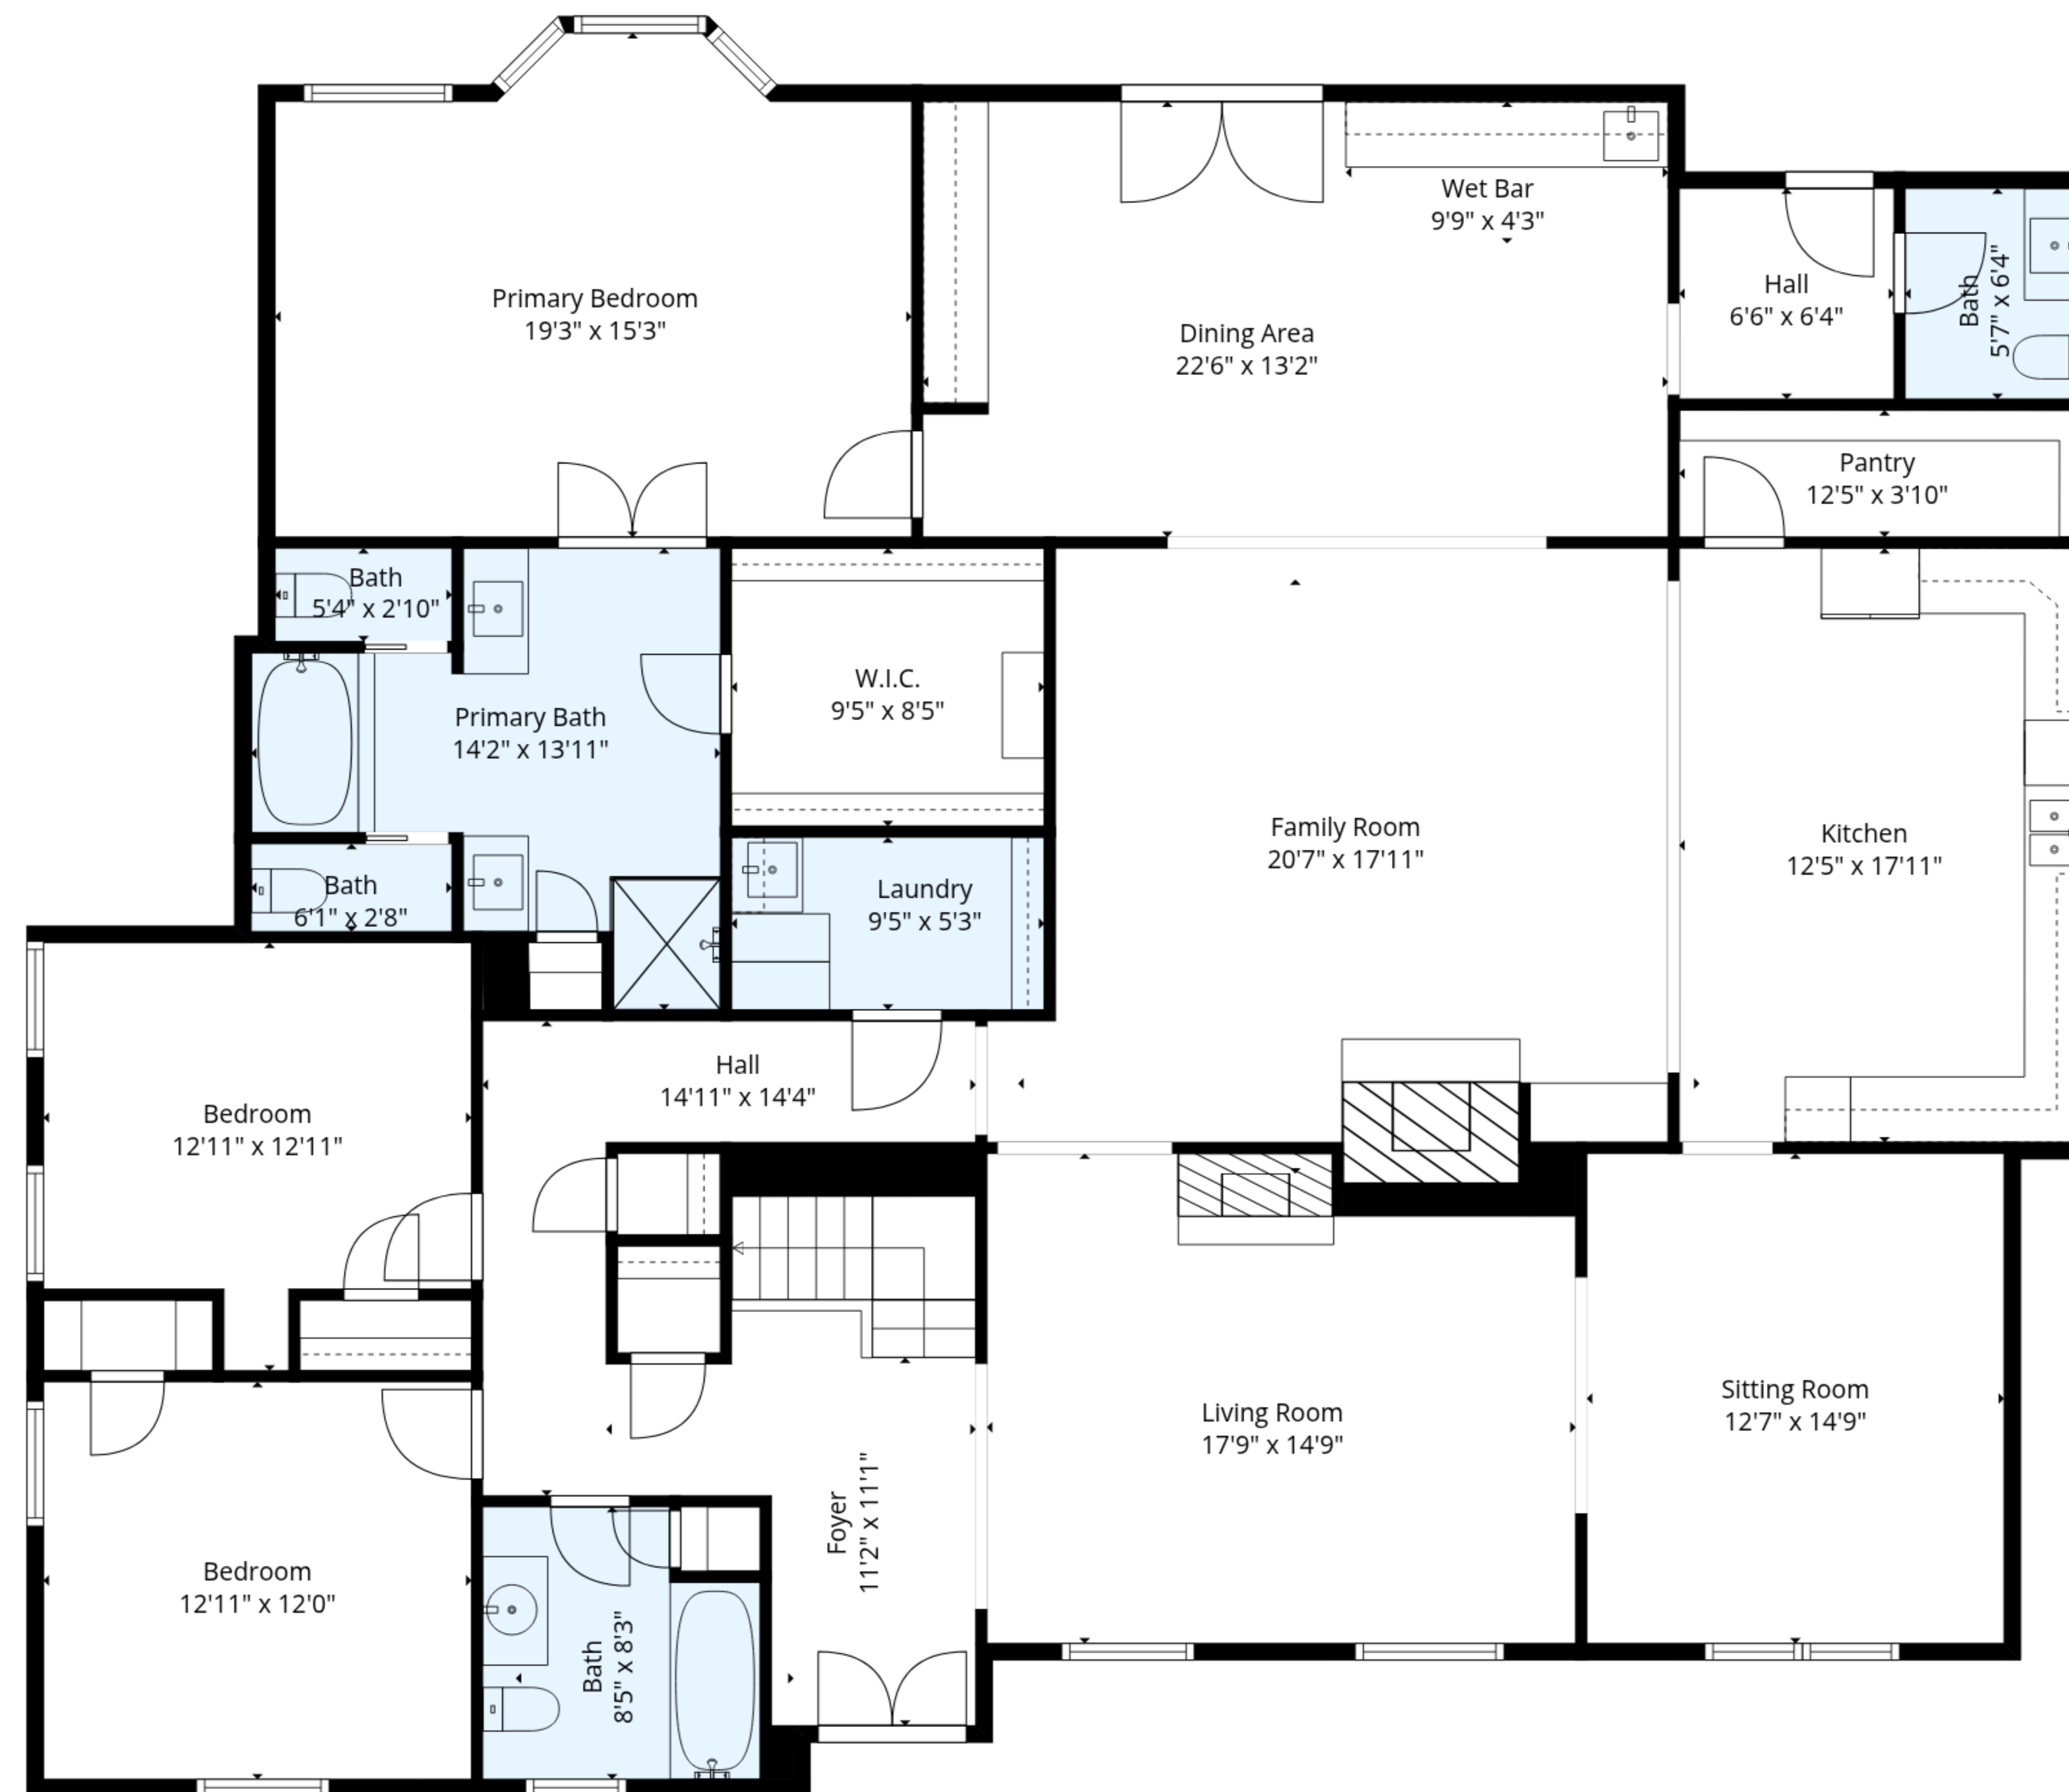 Wet Bar
9'9" x 4'3"
Primary Bedroom
19'3" x 15'3"
Dining Area
22'6" x 13'2"
Hall
6'6" x 6'4"
Bath
5'7" x 6'4"
Pantry
12'5" x 3'10"
Bath
5'4" x 2'10"
Primary Bath
14'2" x 13'11"
W.I.C.
9'5" x 8'5"
Family Room
20'7" x 17'11"
Kitchen
12'5" x 17'11"
Bath
6'1" x 2'8"
Laundry
9'5" x 5'3"
Hall
14'11" x 14'4"
Bedroom
12'11" x 12'11"
Living Room
17'9" x 14'9"
Sitting Room
12'7" x 14'9"
Foyer
11'2" x 11'1"
Bedroom
12'11" x 12'0"
Bath
8'5" x 8'3"